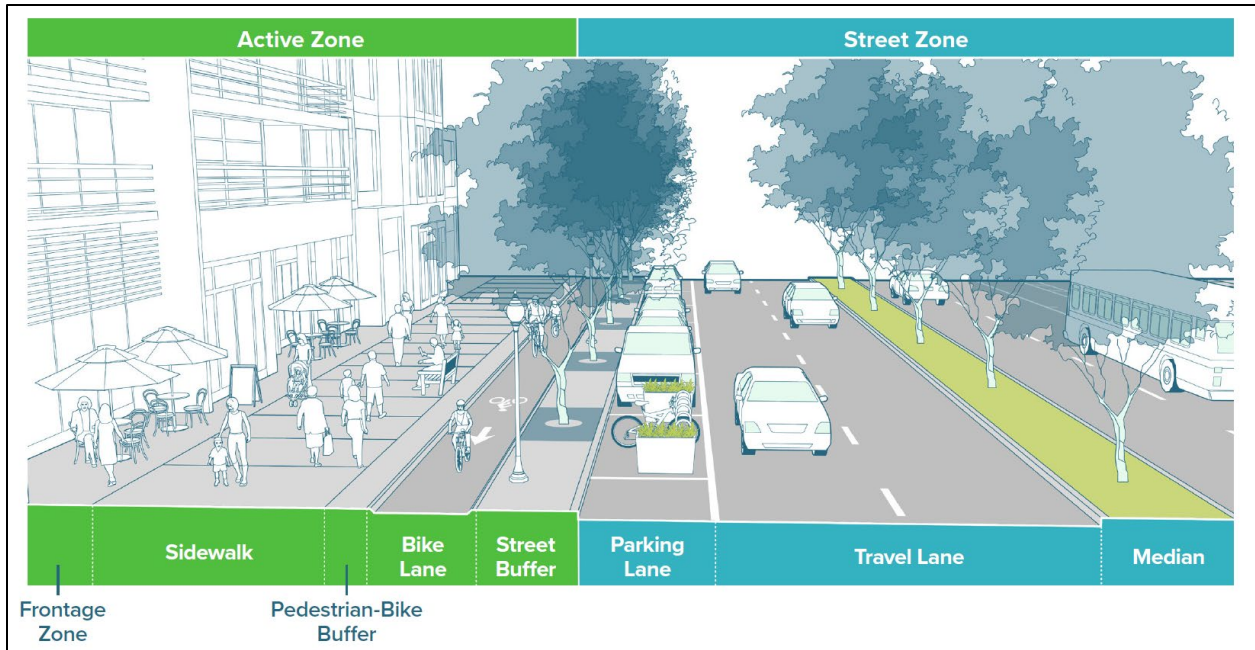 Active Zone
Street Zone
Sidewalk
Bike
Lane
Street
Buffer
Parking
Lane
Travel Lane
Median
Frontage
Zone
Pedestrian-Bike
Buffer